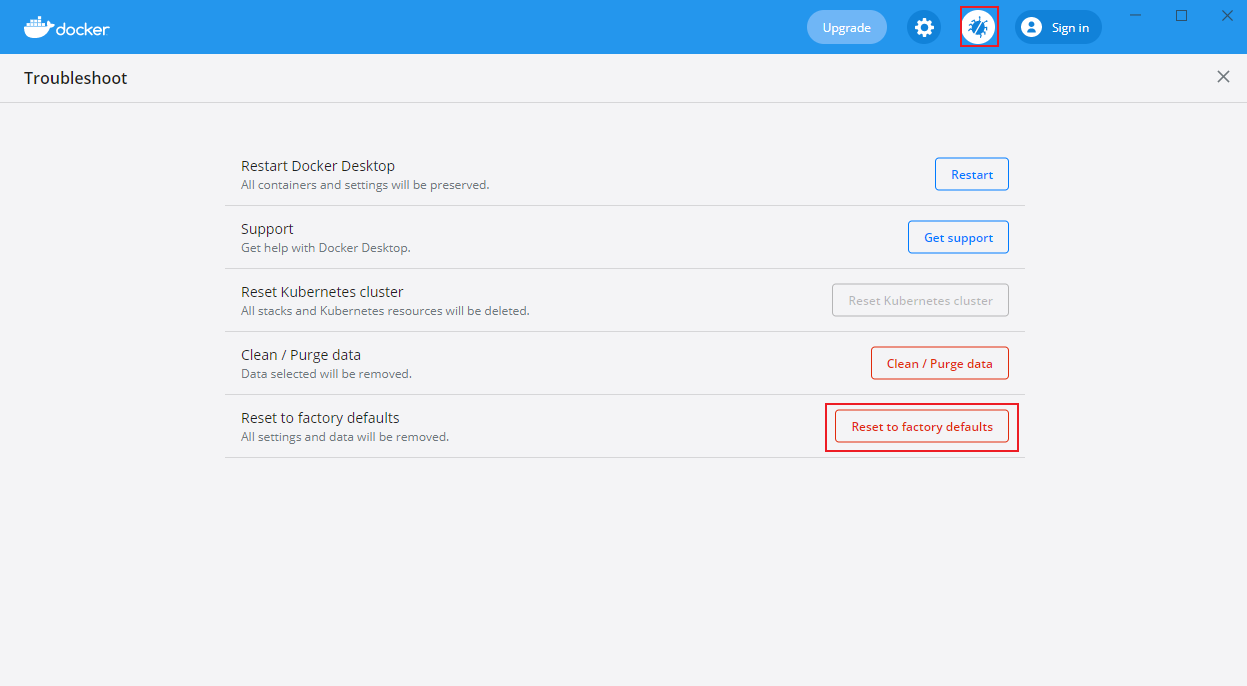 docker
Upgrade
Sign in
Troubleshoot
Restart Docker Desktop
All containers and settings will be preserved.
Restart
Support
Get help with Docker Desktop.
Get support
Reset Kubernetes cluster
All stacks and Kubernetes resources will be deleted.
Reset Kubernetes cluster
Clean / Purge data
Data selected will be removed.
Clean / Purge data
Reset to factory defaults
All settings and data will be removed.
Reset to factory defaults